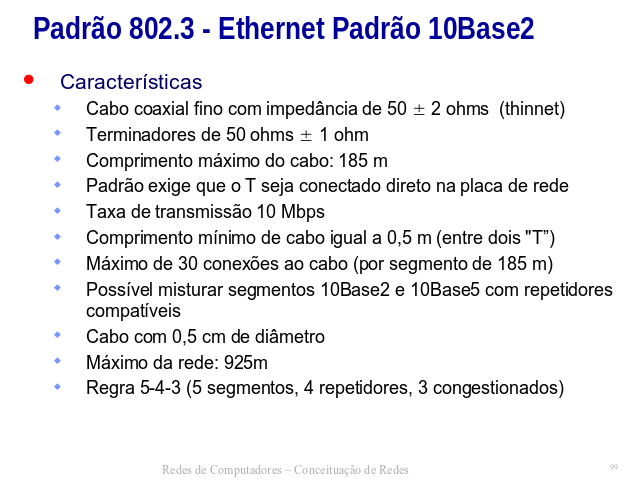 Padrão 802.3 - Ethernet Padrão 10Base2
Características
Cabo coaxial fino com impedância de 50 ± 2 ohms (thinnet)
Terminadores de 50 ohms ± 1 ohm
Comprimento máximo do cabo: 185 m
Padrão exige que o T seja conectado direto na placa de rede
Taxa de transmissão 10 Mbps
Comprimento mínimo de cabo igual a 0,5 m (entre dois "T”)
Máximo de 30 conexões ao cabo (por segmento de 185 m)
Possível misturar segmentos 10Base2 e 10Base5 com repetidores
compatíveis
Cabo com 0,5 cm de diâmetro
Máximo da rede: 925m
Regra 5-4-3 (5 segmentos, 4 repetidores, 3 congestionados)
Redes de Computadores – Conceituação de Redes
99